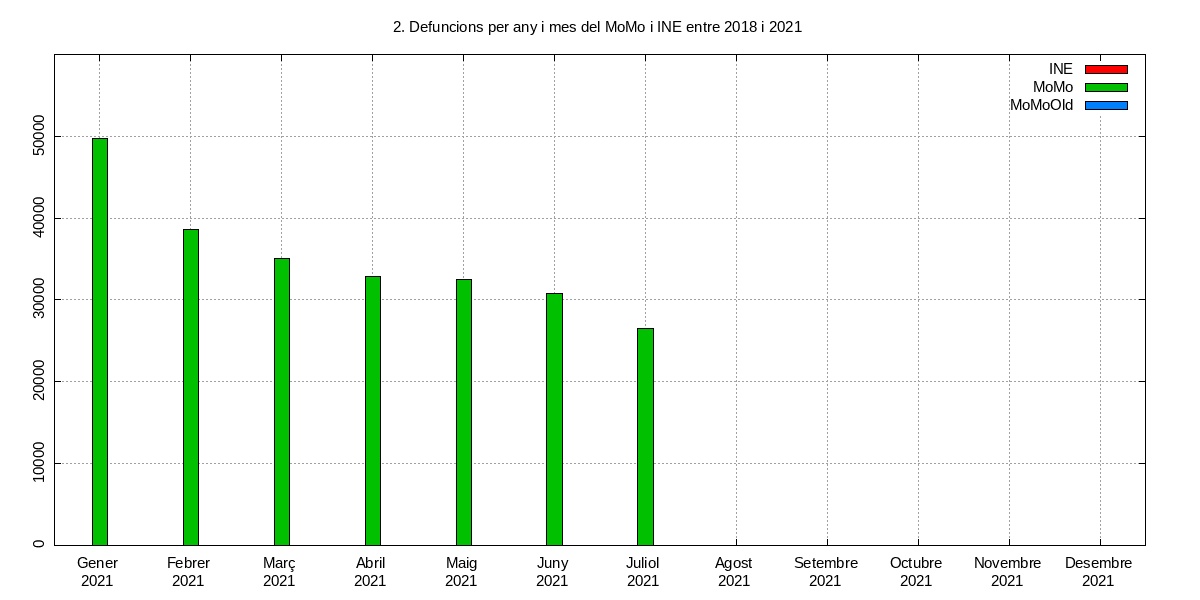 2. Defuncions per any i mes del MoMo i INE entre 2018 i 2021
INE
MoMo
MoMoOld
50000
40000
30000
20000
10000
0
Gener Febrer Març Abril Maig Juny Juliol Agost Setembre Octubre Novembre Desembre
2021 2021 2021 2021 2021 2021 2021 2021 2021 2021 2021 2021